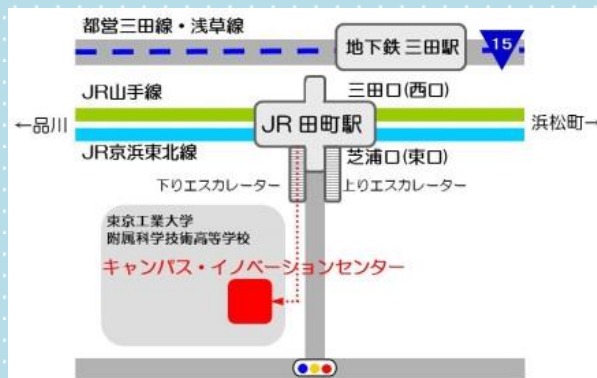 都営三田線・浅草線
地下鉄 三田駅
15
JR山手線
三田口(西口)
←品川
JR 田町駅
浜松町→
JR京浜東北線
芝浦口(東口)
下りエスカレーター
上りエスカレーター
東京工業大学
附属科学技術高等学校
キャンパス・イノベーションセンター